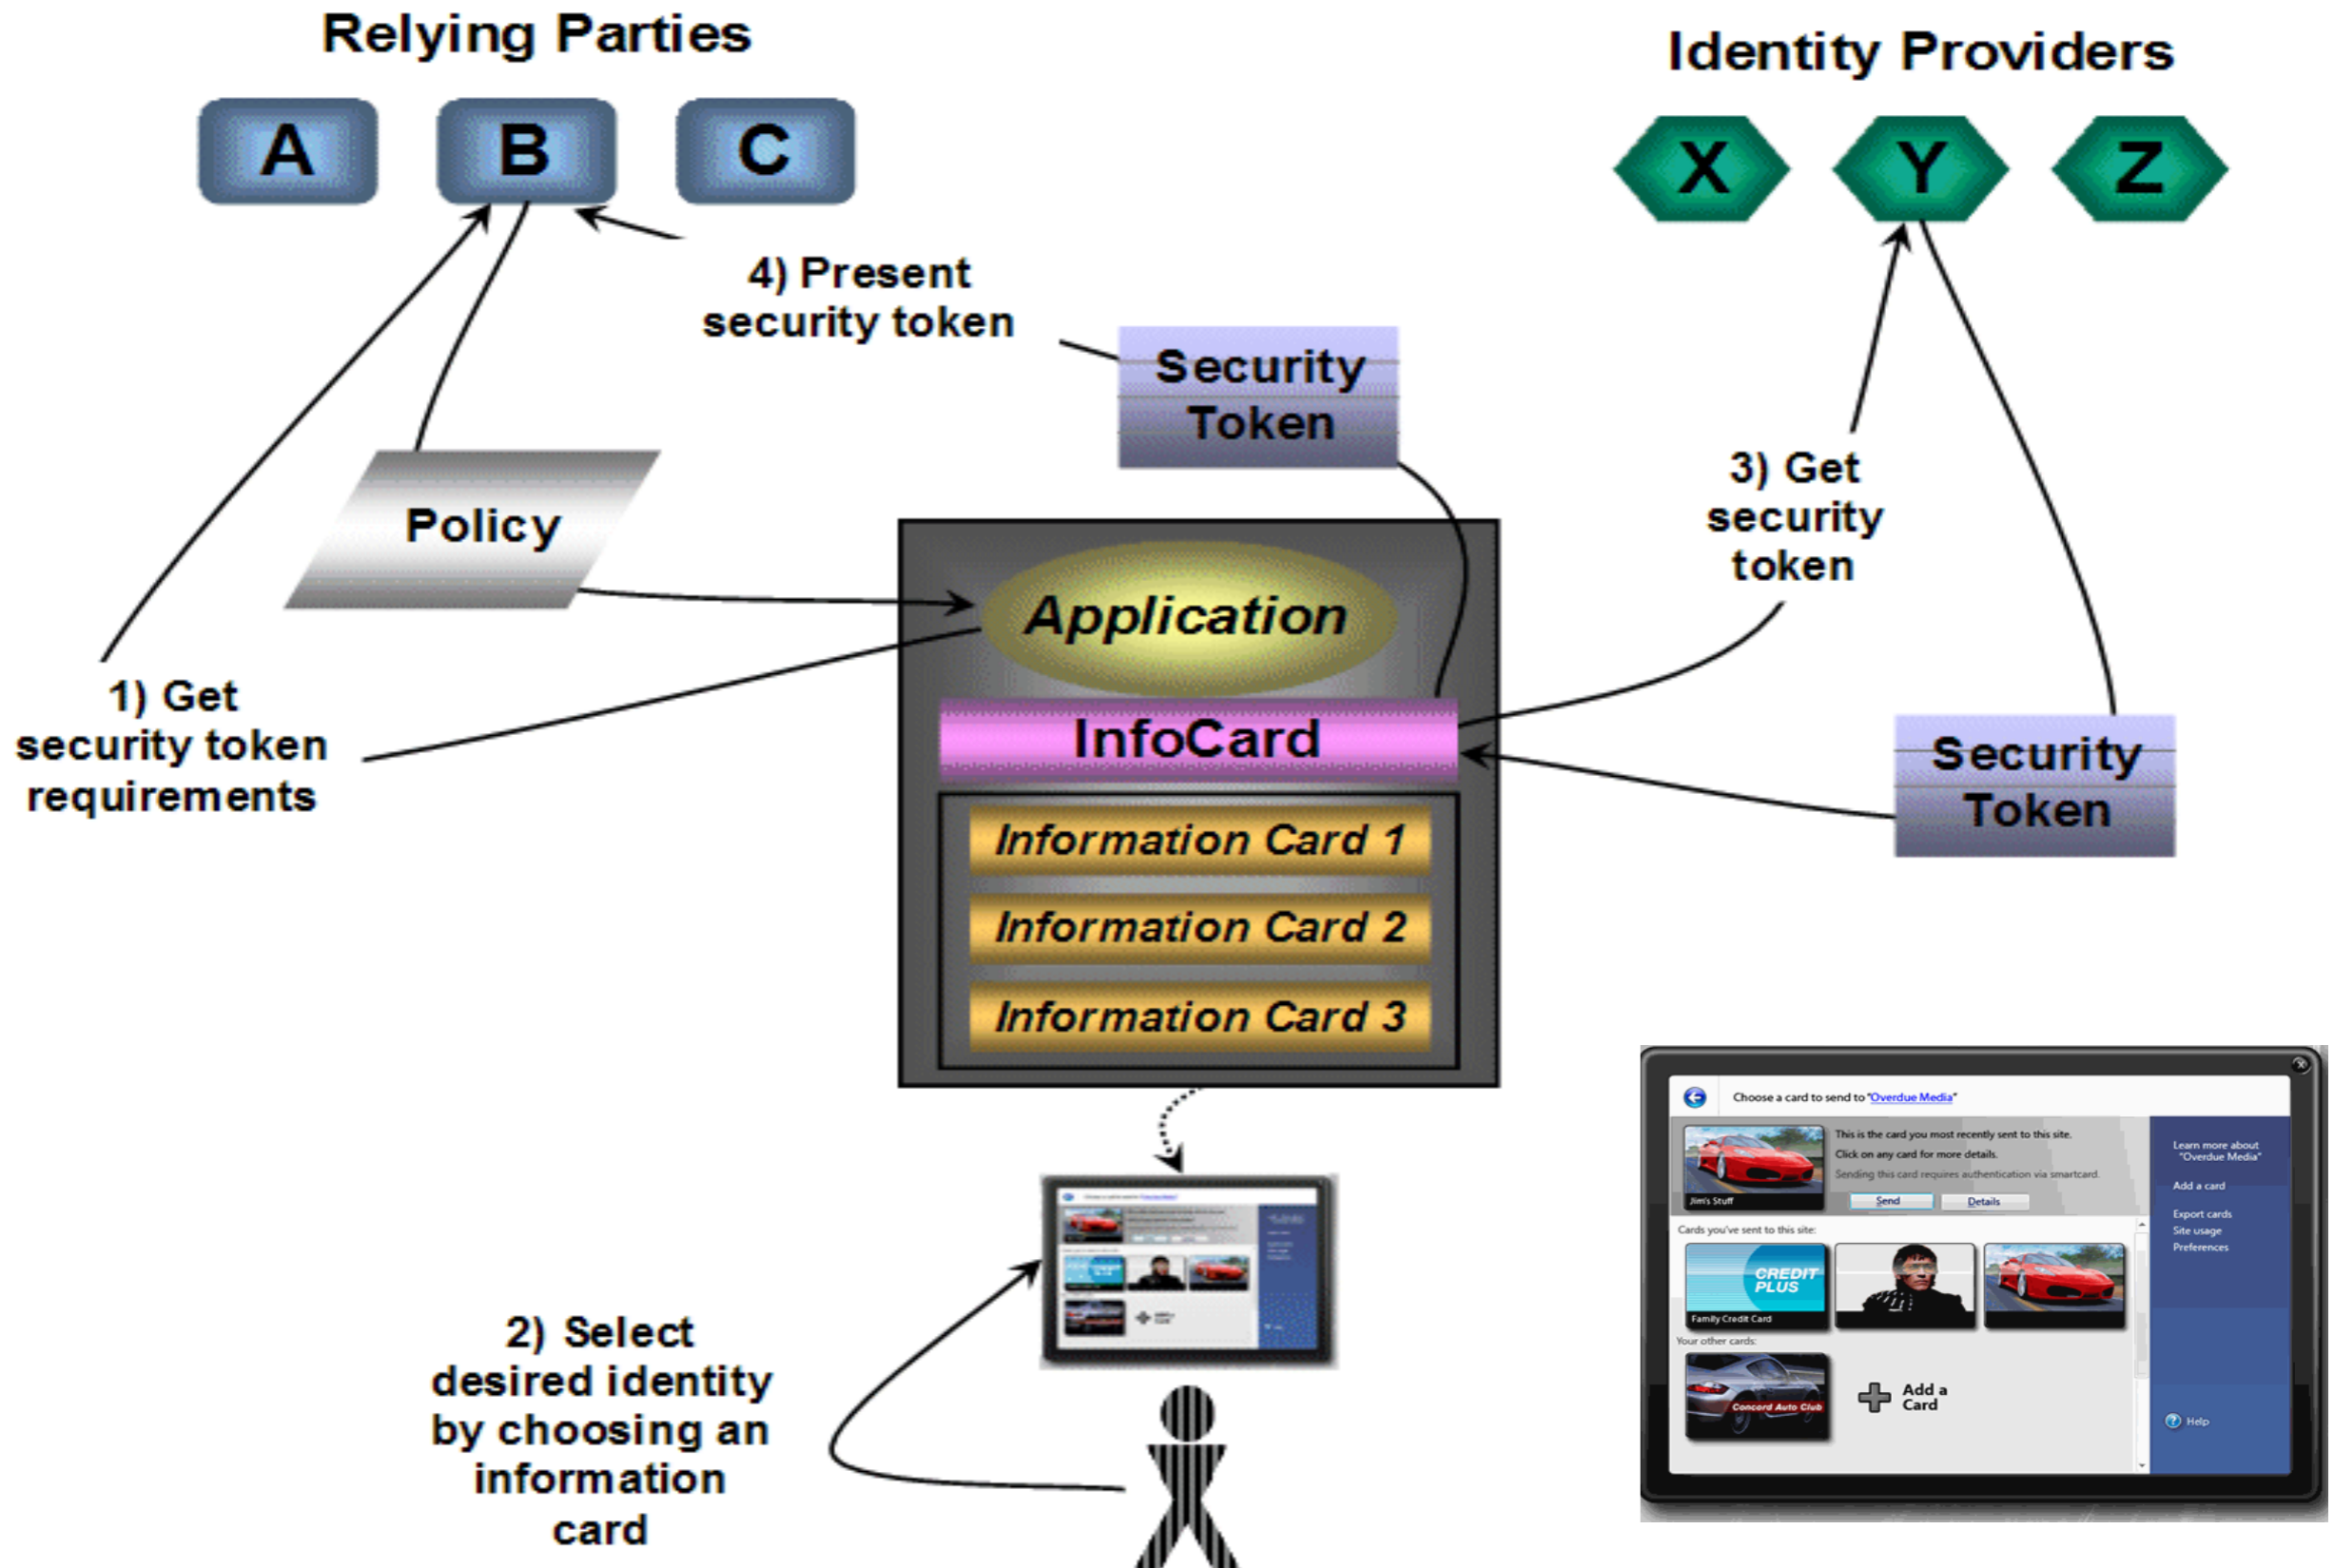 Relying Parties
Identity Providers
A
B
C
X
Y
Z
4) Present
security token
Security
Token
3) Get
security
token
Policy
Application
1) Get
security token
requirements
InfoCard
Security
Token
Information Card 1
Information Card 2
Information Card 3
2) Select
desired identity
by choosing an
information
card
Choose a card to send to "Overdue Media"
This is the card you most recently sent to this site.
Click on any card for more details.
Sending this card requires authentication via smartcard.
Jim's Stuff
Send
Details
Learn more about
"Overdue Media"
Add a card
Export cards
Site usage
Preferences
Cards you've sent to this site:
CREDIT
PLUS
Family Credit Card
Your other cards:
Concord Auto Club
Add a
Card
Help